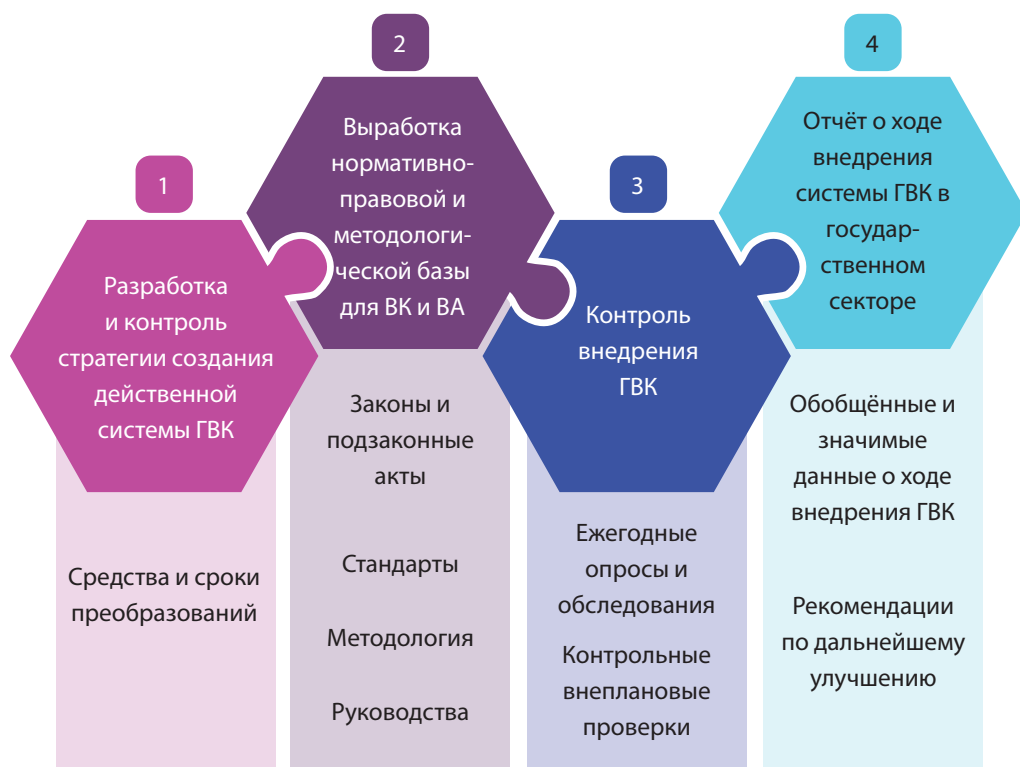 1
Разработка
и контроль
стратегии создания
действенной
системы ГВК
Средства и сроки
преобразований
2
Выработка
нормативно-
правовой и
методологи-
ческой базы
для ВК и ВА
Законы и
подзаконные
акты
Стандарты
Методология
Руководства
3
Контроль
внедрения
ГВК
Ежегодные
опросы и
обследования
Контрольные
внеплановые
проверки
4
Отчёт о ходе
внедрения
системы ГВК в
государ-
ственном
секторе
Обобщённые и
значимые
данные о ходе
внедрения ГВК
Рекомендации
по дальнейшему
улучшению